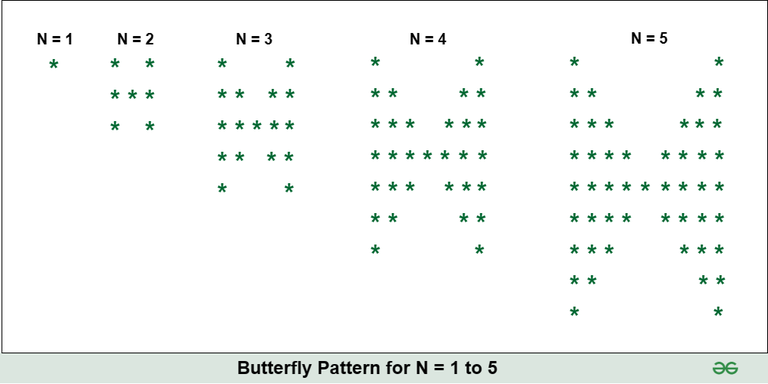 N = 1 N = 2 N = 3 N = 4 N = 5
* * * * * * * * *
* * * * * * * * * * * * * * *
* * * * * * * * * * * * * * * * * * *
* * * * * * * * * * * * * * * * * * *
* * * * * * * * * * * * * * * * *
* * * * * * * * * * * *
* * * * * * * *
* * * *
* *
Butterfly Pattern for N = 1 to 5